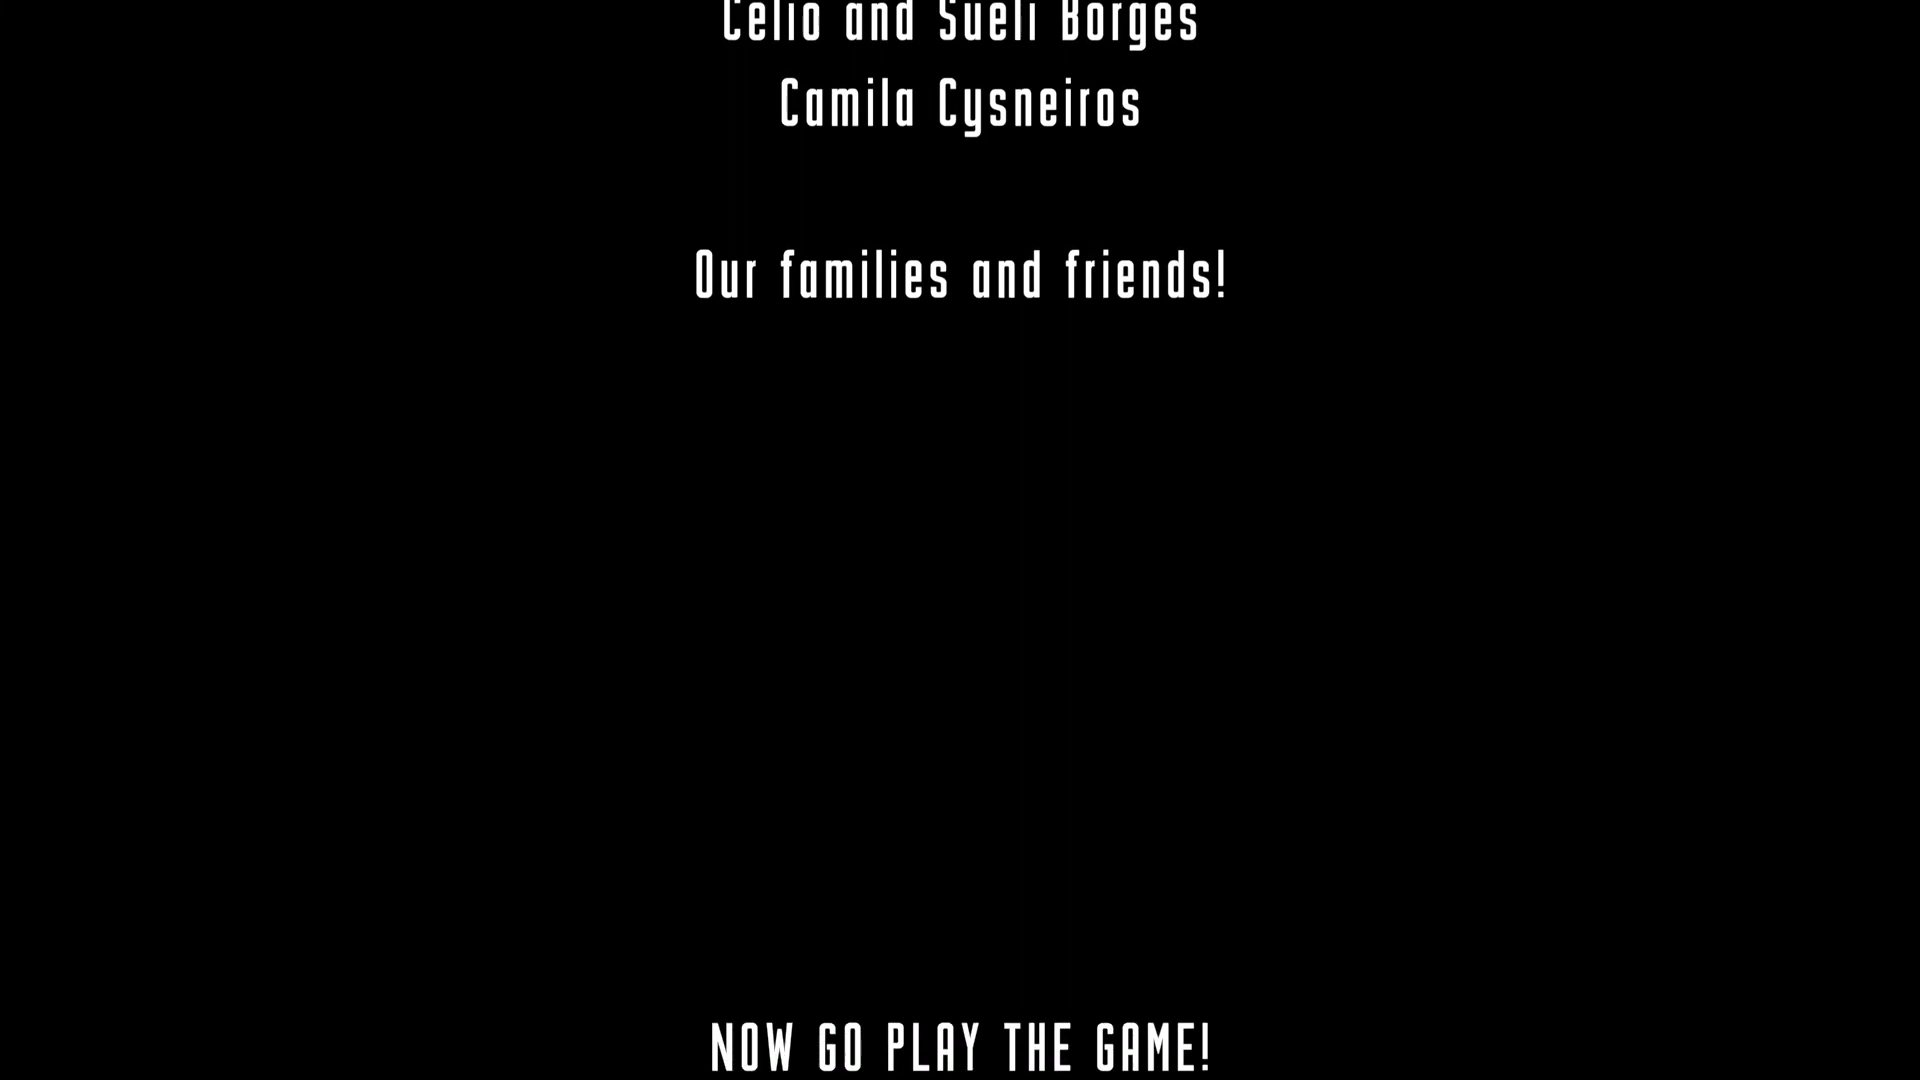 Celio and Sueli Borges
Camila Cysneiros
Our families and friends!
NOW GO PLAY THE GAME!